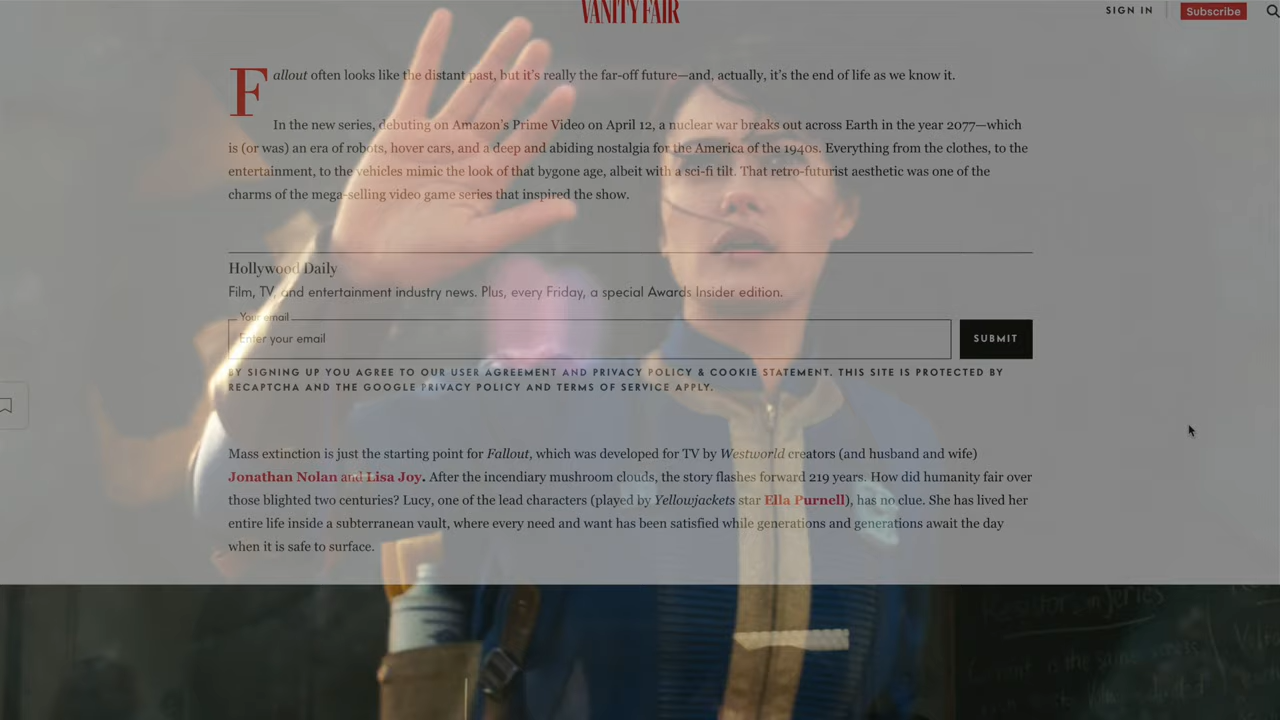 VANITY FAIR
SIGN IN
Subscribe
Fallout often looks like the distant past, but it's really the far-off future—and, actually, it's the end of life as we know it.
In the new series, debuting on Amazon's Prime Video on April 12, a nuclear war breaks out across Earth in the year 2077—which
is (or was) an era of robots, hover cars, and a deep and abiding nostalgia for the America of the 1940s. Everything from the clothes, to the
entertainment, to the vehicles mimic the look of that bygone age, albeit with a sci-fi tilt. That retro-futurist aesthetic was one of the
charms of the mega-selling video game series that inspired the show.
Hollywood Daily
Film, TV, and entertainment industry news. Plus, every Friday, a special Awards Insider edition.
Your email
Enter your email
SUBMIT
BY SIGNING UP YOU AGREE TO OUR USER AGREEMENT AND PRIVACY POLICY & COOKIE STATEMENT. THIS SITE IS PROTECTED BY
RECAPTCHA AND THE GOOGLE PRIVACY POLICY AND TERMS OF SERVICE APPLY.
Mass extinction is just the starting point for Fallout, which was developed for TV by Westworld creators (and husband and wife)
Jonathan Nolan and Lisa Joy. After the incendiary mushroom clouds, the story flashes forward 219 years. How did humanity fair over
those blighted two centuries? Lucy, one of the lead characters (played by Yellowjackets star Ella Purnell), has no clue. She has lived her
entire life inside a subterranean vault, where every need and want has been satisfied while generations and generations await the day
when it is safe to surface.
in Series
is the same